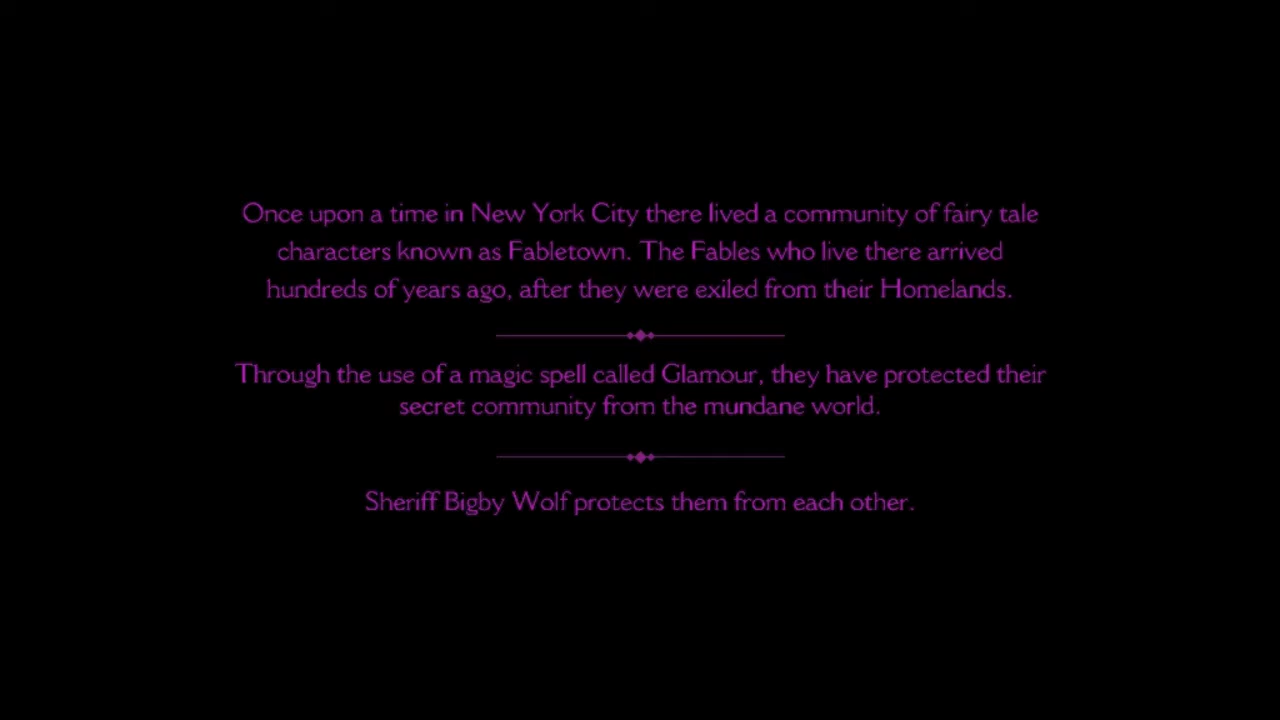 Once upon a time in New York City there lived a community of fairy tale
characters known as Fabletown. The Fables who live there arrived
hundreds of years ago, after they were exiled from their Homelands.
Through the use of a magic spell called Glamour, they have protected their
secret community from the mundane world.
Sheriff Bigby Wolf protects them from each other.